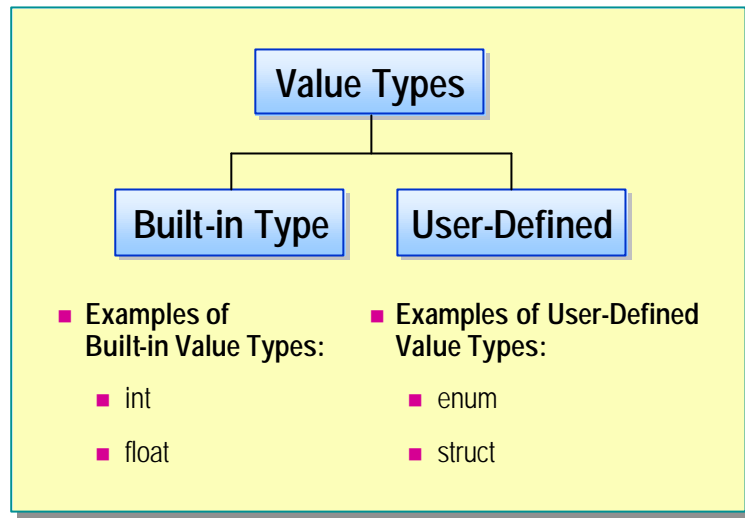 Value Types
Built-in Type
User-Defined
Examples of
Built-in Value Types:
int
float
Examples of User-Defined
Value Types:
enum
struct